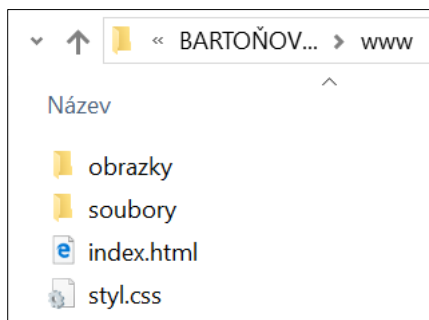 « BARTOŇOV... > www
Název
obrazky
soubory
index.html
styl.css